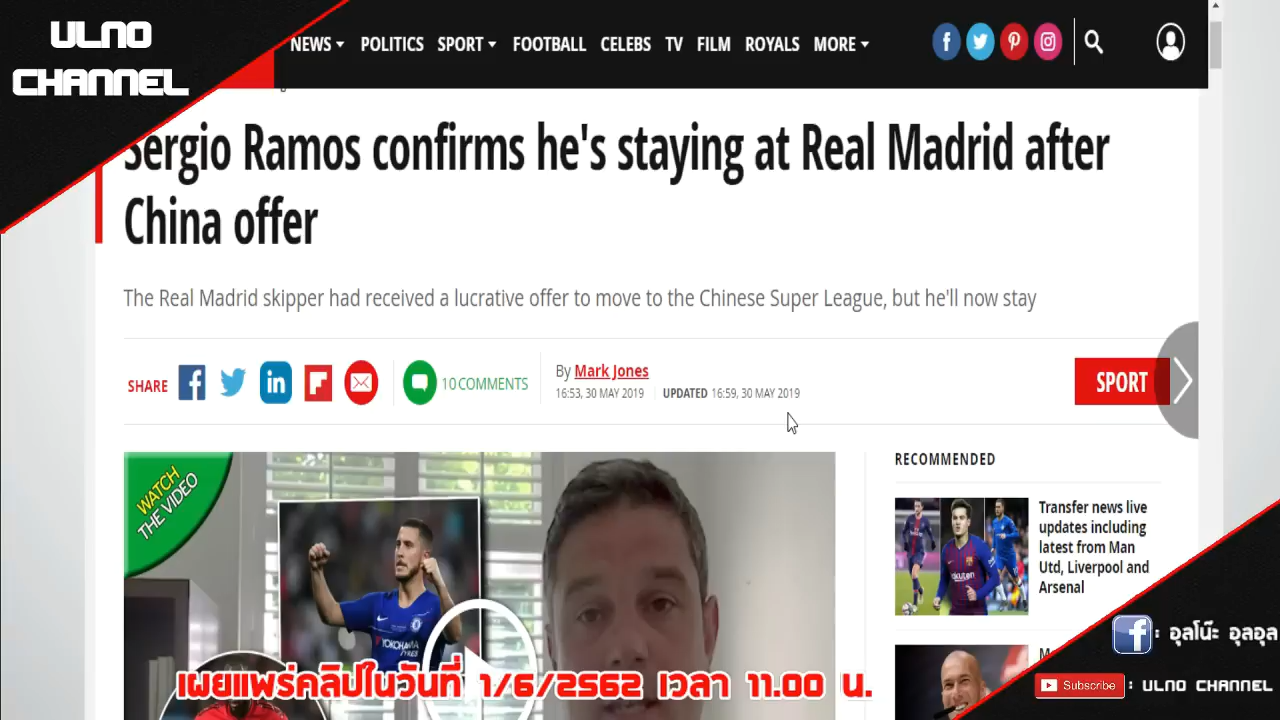 ULNO
CHANNEL
NEWS POLITICS SPORT FOOTBALL CELEBS TV FILM ROYALS MORE
Sergio Ramos confirms he's staying at Real Madrid after
China offer
The Real Madrid skipper had received a lucrative offer to move to the Chinese Super League, but he'll now stay
SHARE
10 COMMENTS
By Mark Jones
16:53, 30 MAY 2019 UPDATED 16:59, 30 MAY 2019
SPORT
WATCH
THE VIDEO
YOKOHAMA
TYRES
RECOMMENDED
Transfer news live
updates including
latest from Man
Utd, Liverpool and
Arsenal
เผยแพร่คลิปในวันที่ 1/6/2562 เวลา 11.00 น.
: อุลโน๊ะ อุลอุล
Subscribe : ULNO CHANNEL